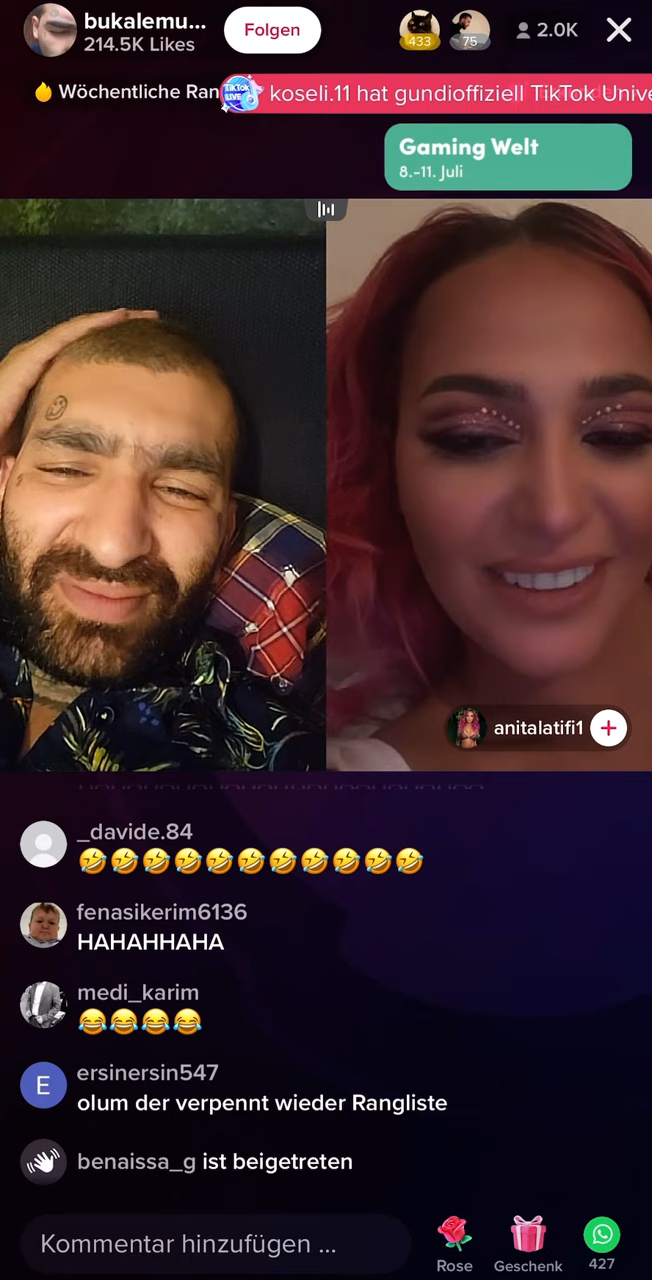 bukalemu...
214.5K Likes
Folgen
433
75
2.0K
Wöchentliche Ran
TikTok LIVE
koseli.11 hat gundioffiziell TikTok Unive
Gaming Welt
8.-11. Juli
anitalatifi1
_davide.84
🤣🤣🤣🤣🤣🤣🤣🤣🤣🤣🤣
fenasikerim6136
HAHAHHAHA
medi_karim
😂😂😂😂
E
ersinersin547
olum der verpennt wieder Rangliste
benaissa_g ist beigetreten
Kommentar hinzufügen ...
Rose
Geschenk
427